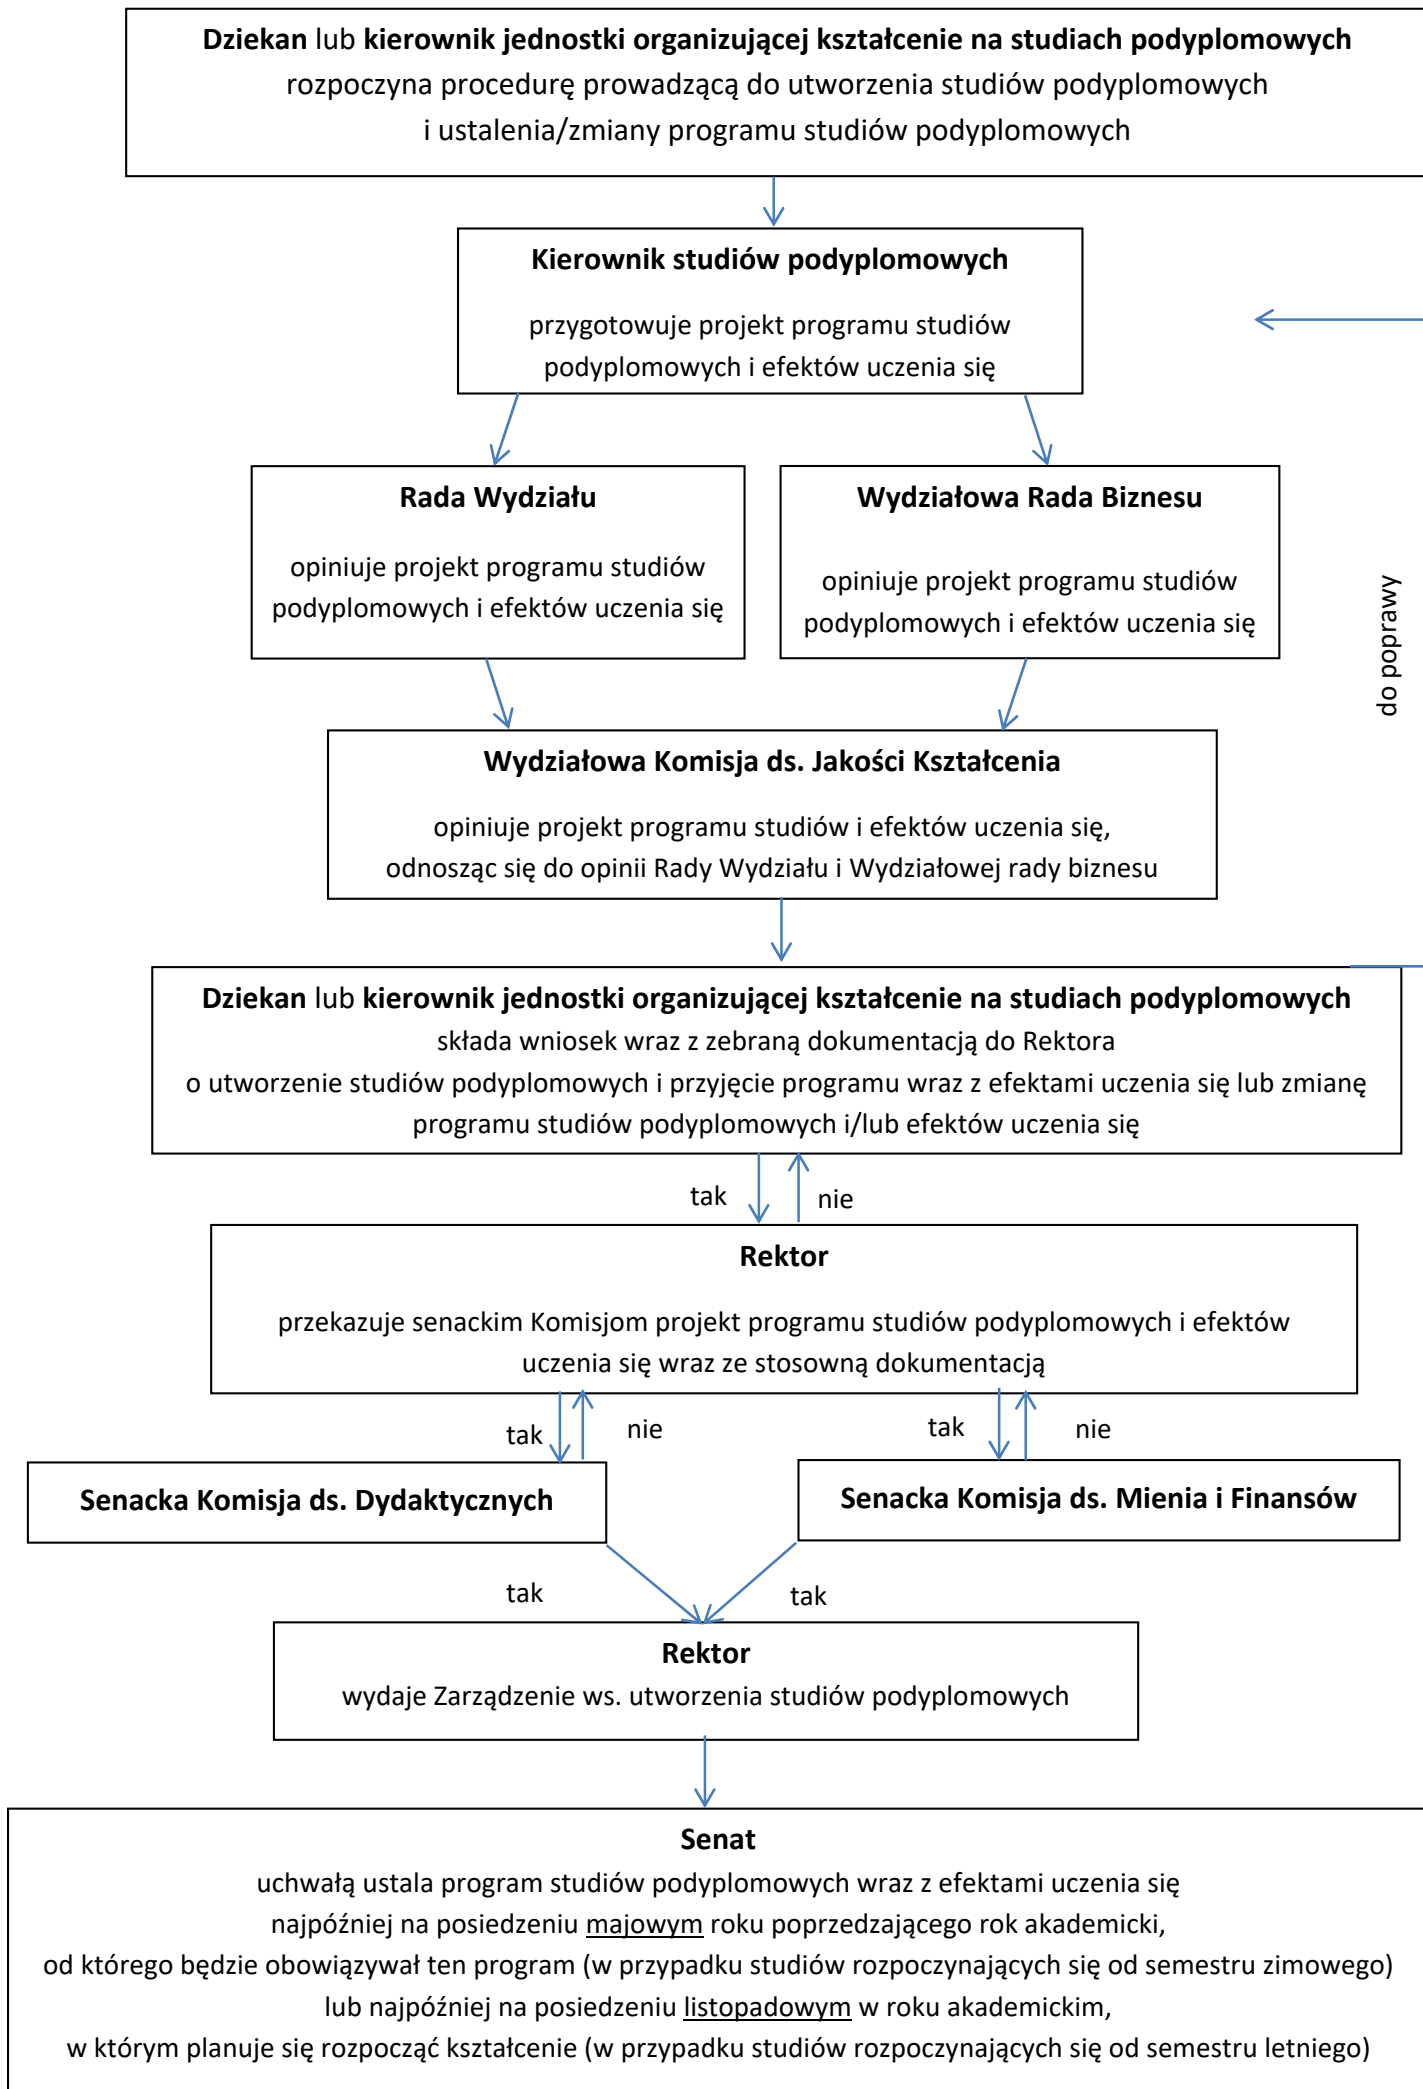 Dziekan lub kierownik jednostki organizującej kształcenie na studiach podyplomowych
rozpoczyna procedurę prowadzącą do utworzenia studiów podyplomowych
i ustalenia/zmiany programu studiów podyplomowych
Kierownik studiów podyplomowych
przygotowuje projekt programu studiów
podyplomowych i efektów uczenia się
Rada Wydziału
opiniuje projekt programu studiów
podyplomowych i efektów uczenia się
Wydziałowa Rada Biznesu
opiniuje projekt programu studiów
podyplomowych i efektów uczenia się
do poprawy
Wydziałowa Komisja ds. Jakości Kształcenia
opiniuje projekt programu studiów i efektów uczenia się,
odnosząc się do opinii Rady Wydziału i Wydziałowej rady biznesu
Dziekan lub kierownik jednostki organizującej kształcenie na studiach podyplomowych
składa wniosek wraz z zebraną dokumentacją do Rektora
o utworzenie studiów podyplomowych i przyjęcie programu wraz z efektami uczenia się lub zmianę
programu studiów podyplomowych i/lub efektów uczenia się
tak nie
Rektor
przekazuje senackim Komisjom projekt programu studiów podyplomowych i efektów
uczenia się wraz ze stosowną dokumentacją
tak nie tak nie
Senacka Komisja ds. Dydaktycznych
Senacka Komisja ds. Mienia i Finansów
tak tak
Rektor
wydaje Zarządzenie ws. utworzenia studiów podyplomowych
Senat
uchwałą ustala program studiów podyplomowych wraz z efektami uczenia się
najpóźniej na posiedzeniu majowym roku poprzedzającego rok akademicki,
od którego będzie obowiązywał ten program (w przypadku studiów rozpoczynających się od semestru zimowego)
lub najpóźniej na posiedzeniu listopadowym w roku akademickim,
w którym planuje się rozpocząć kształcenie (w przypadku studiów rozpoczynających się od semestru letniego)